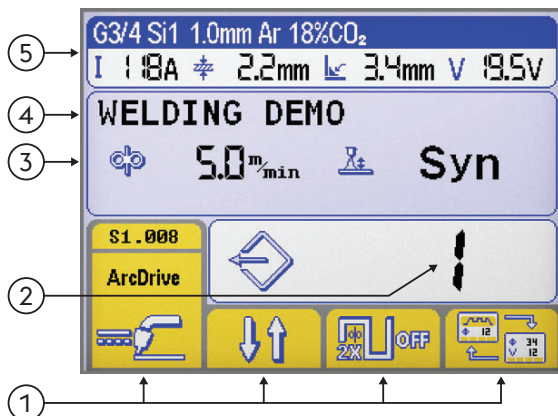 G3/4 Si1 1.0mm Ar 18%CO₂
5
I 118A 2.2mm 3.4mm V 19.5V
4
WELDING DEMO
3
5.0 m/min Syn
S1.008
ArcDrive
2
1
2X OFF
12
34
V 12
1